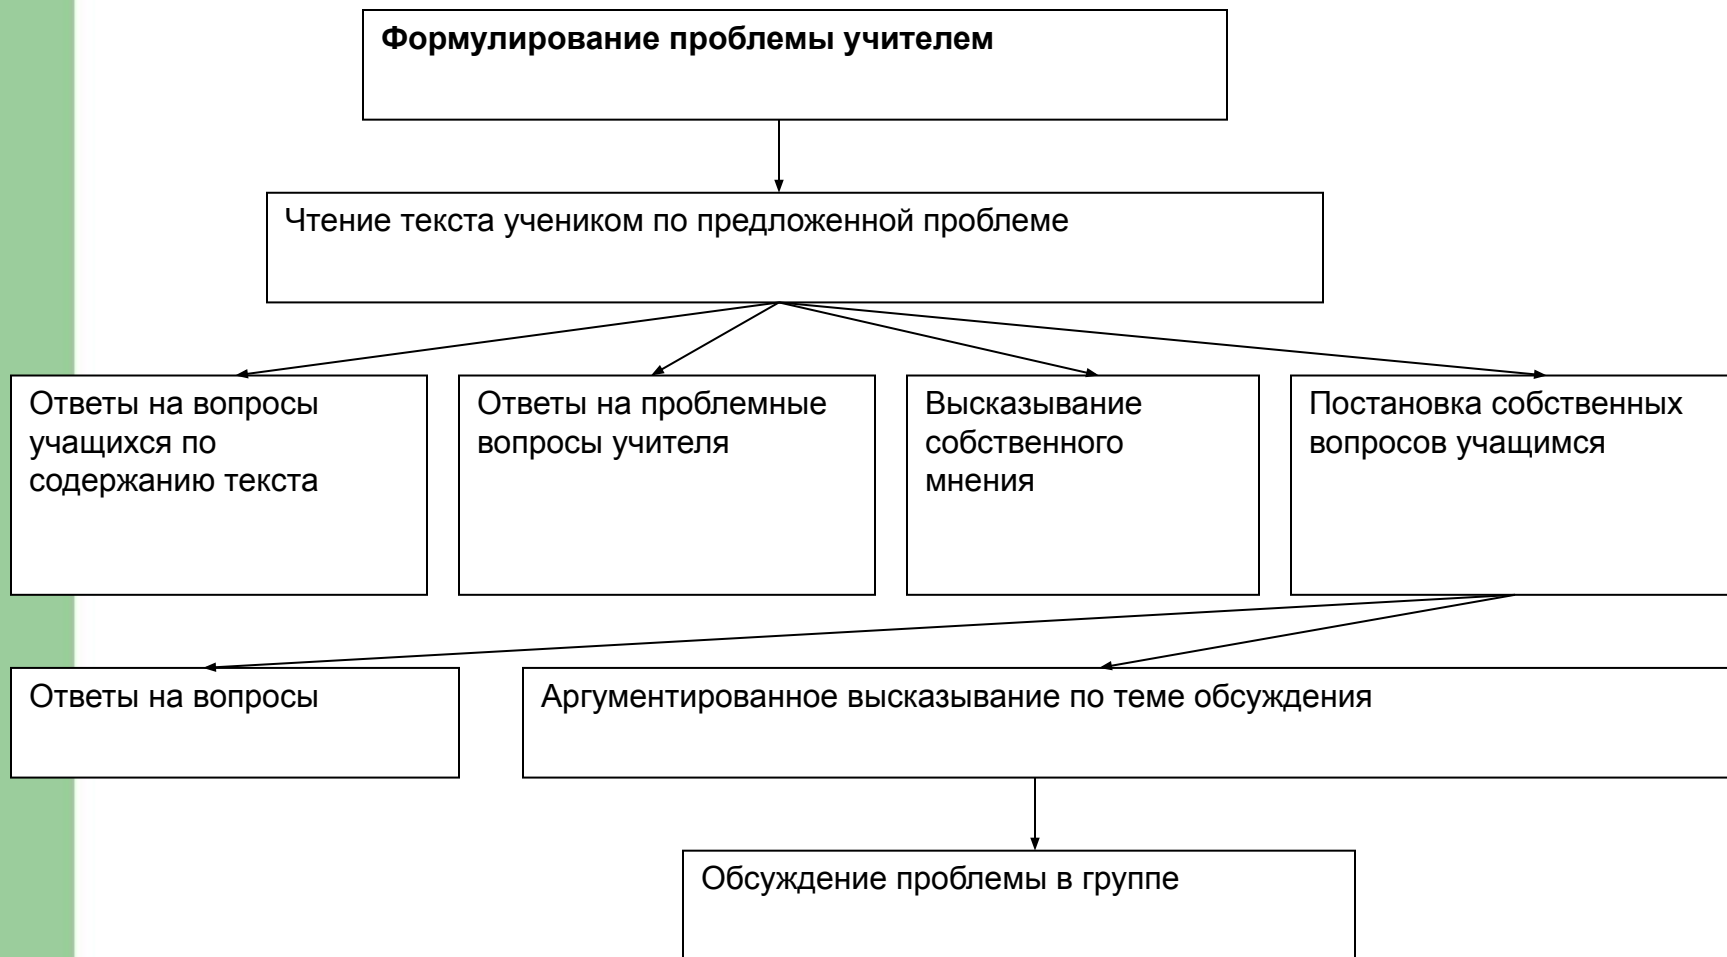 Формулирование проблемы учителем
Чтение текста учеником по предложенной проблеме
Ответы на вопросы
учащихся по
содержанию текста
Ответы на проблемные
вопросы учителя
Высказывание
собственного
мнения
Постановка собственных
вопросов учащимся
Ответы на вопросы
Аргументированное высказывание по теме обсуждения
Обсуждение проблемы в группе